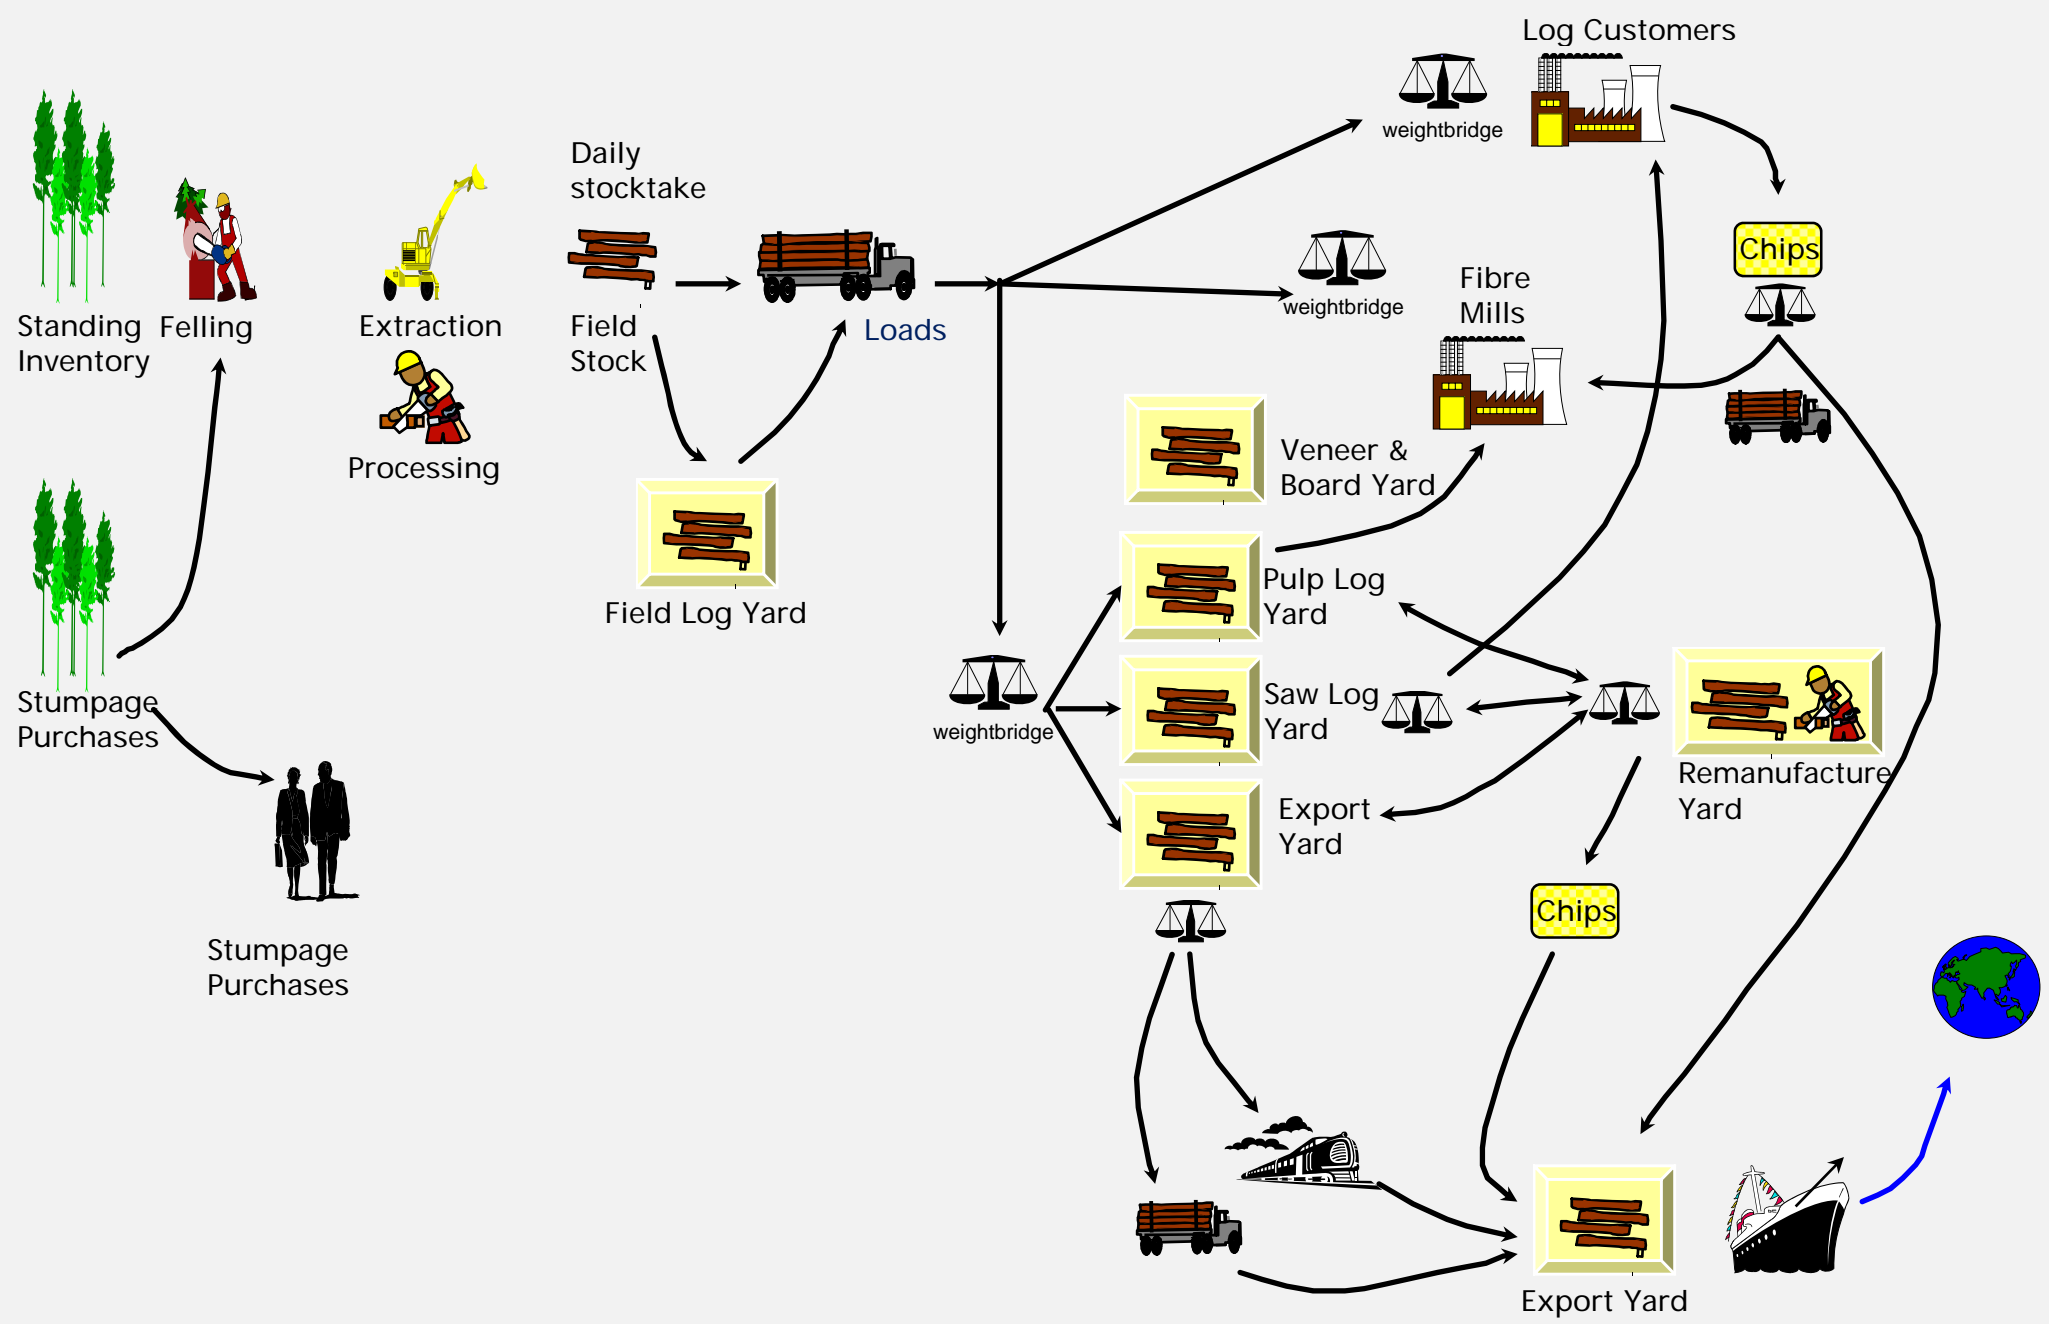 Log Customers
weightbridge
Daily
stocktake
Chips
weightbridge
Fibre
Mills
Standing
Inventory
Felling
Extraction
Field
Stock
Loads
Processing
Veneer &
Board Yard
Field Log Yard
Pulp Log
Yard
Stumpage
Purchases
weightbridge
Saw Log
Yard
Remanufacture
Yard
Export
Yard
Chips
Stumpage
Purchases
Export Yard